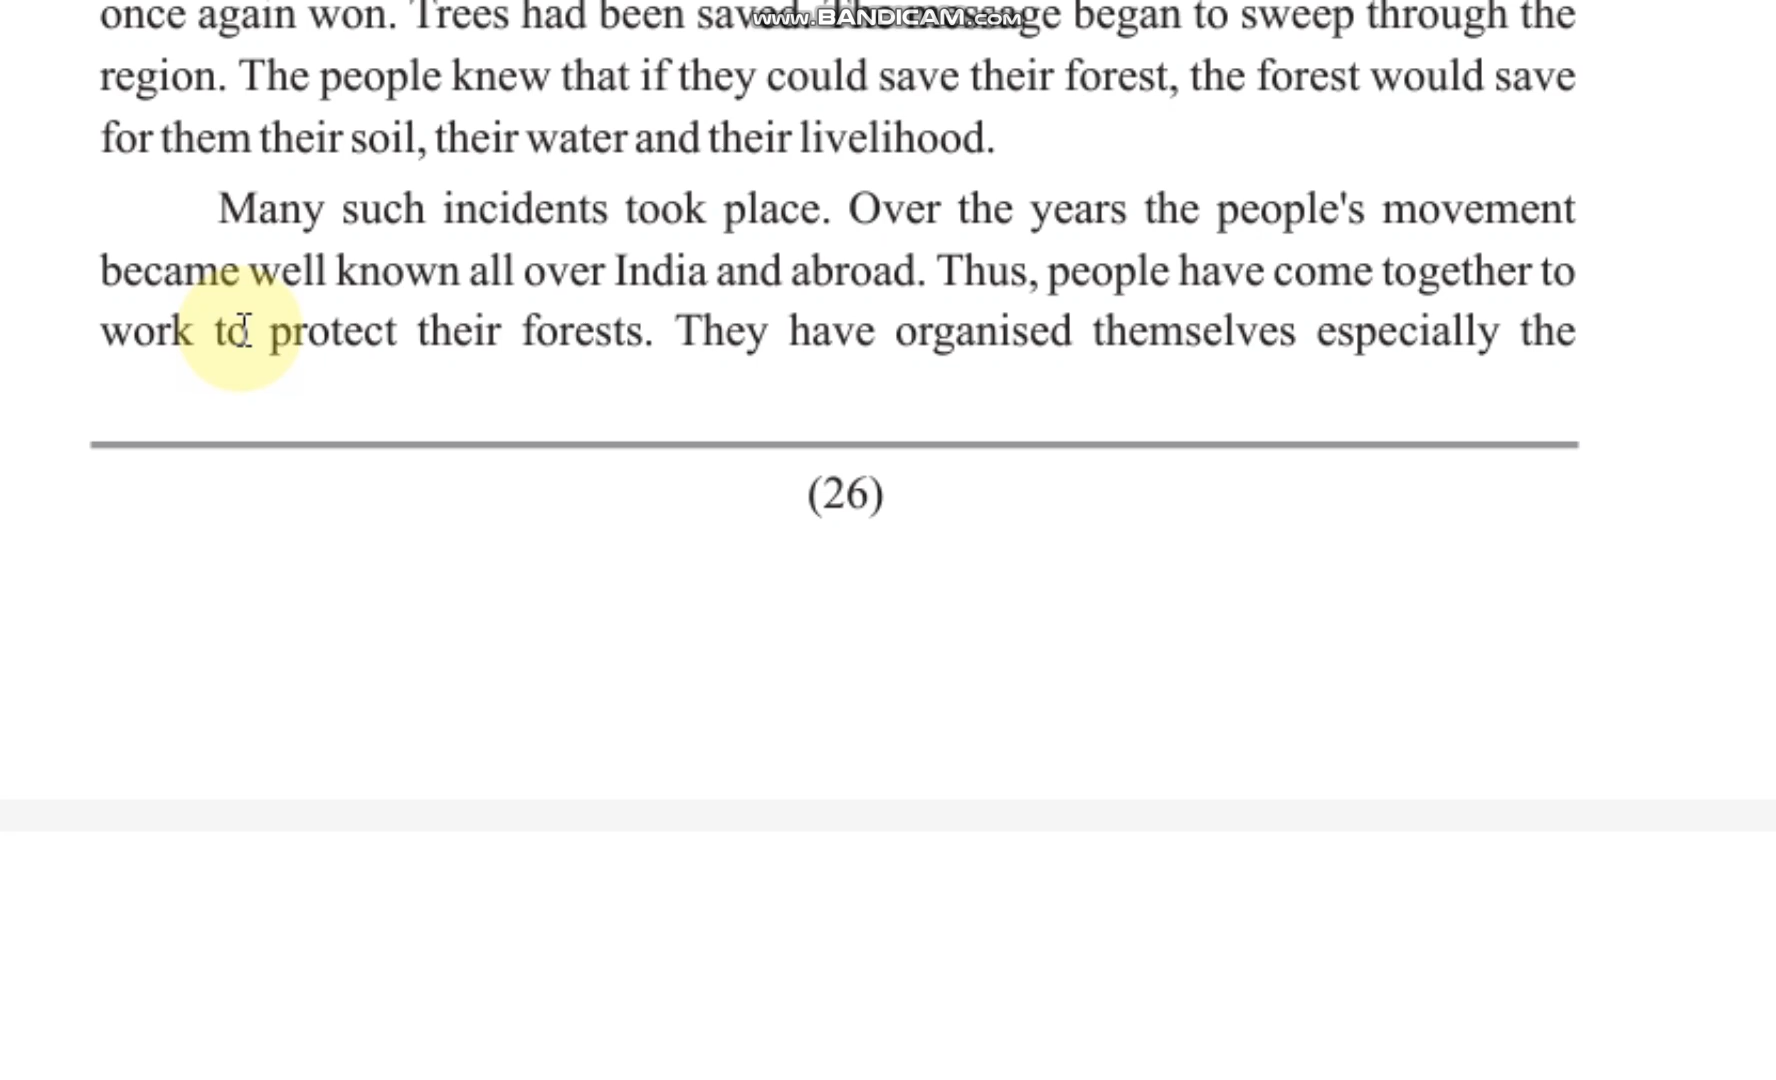 once again won. Trees had been saved. The message began to sweep through the
www.BANDICAM.com
region. The people knew that if they could save their forest, the forest would save
for them their soil, their water and their livelihood.
Many such incidents took place. Over the years the people's movement
became well known all over India and abroad. Thus, people have come together to
work to protect their forests. They have organised themselves especially the
(26)